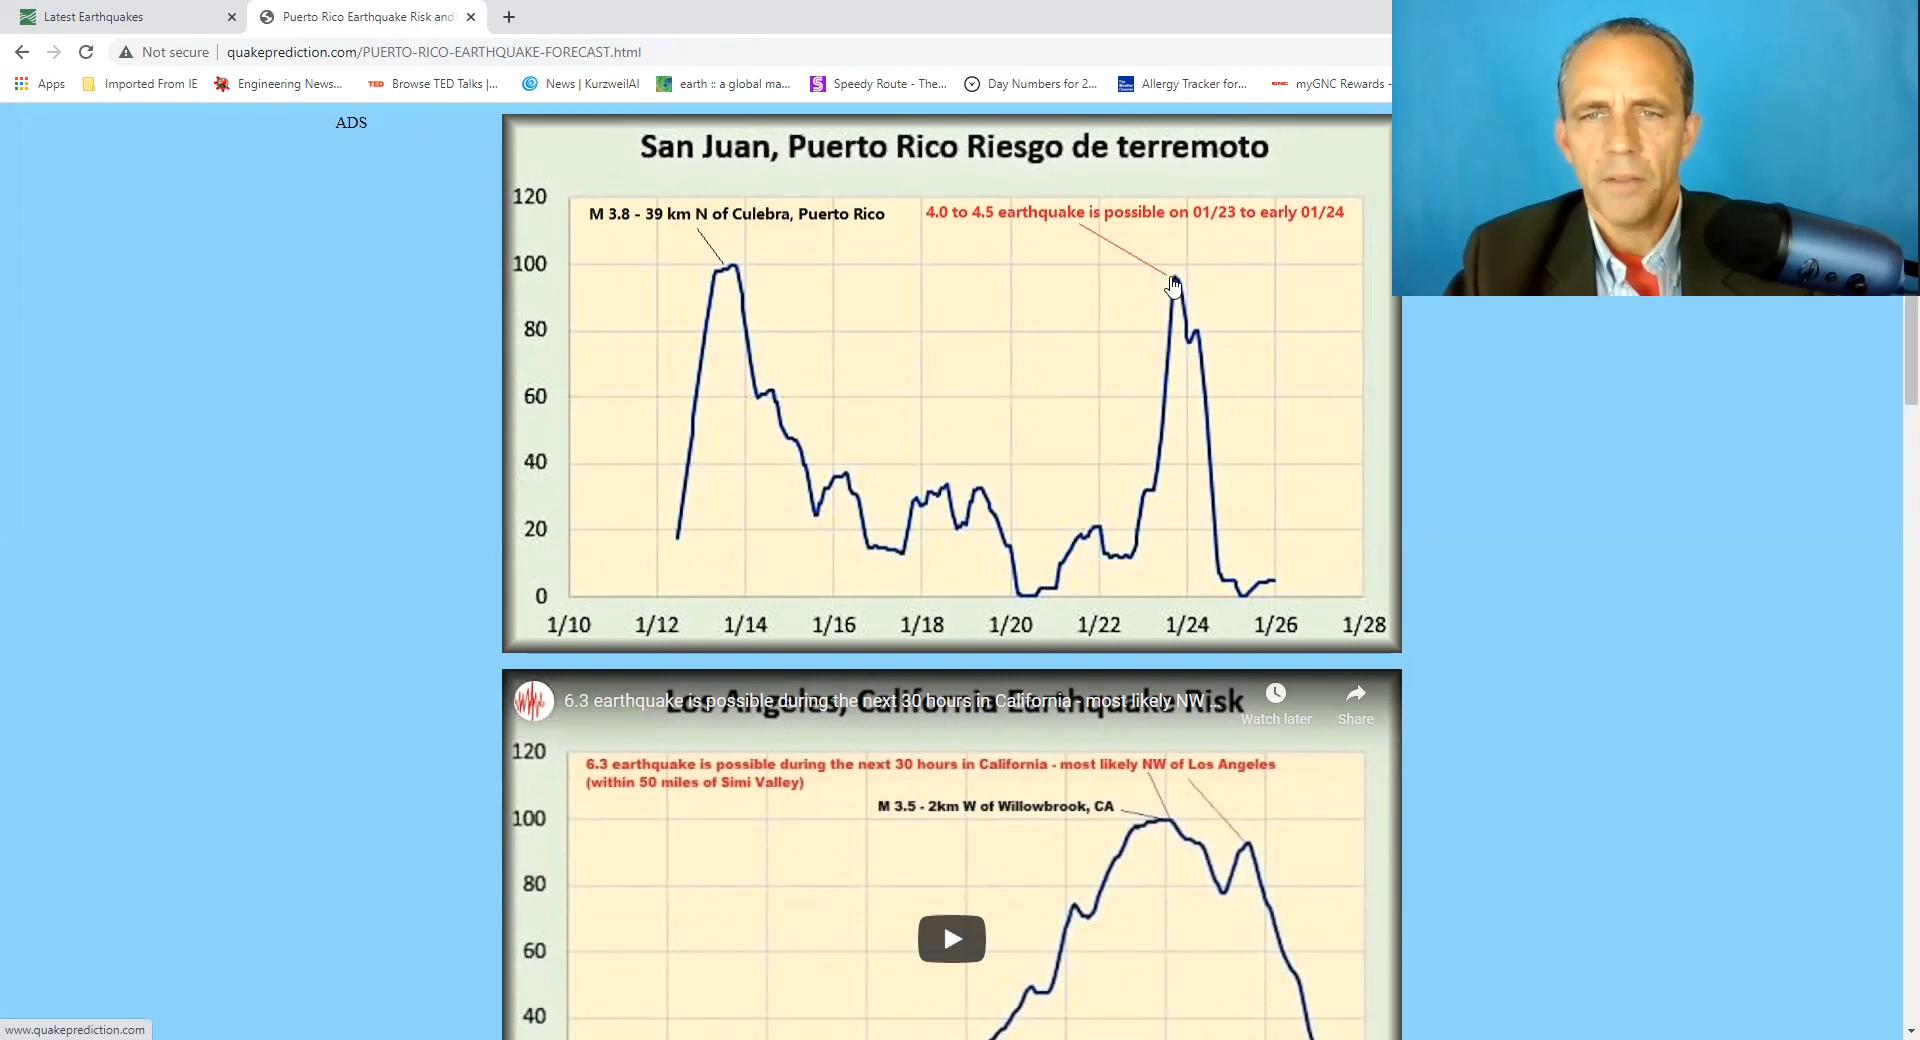 Latest Earthquakes
Puerto Rico Earthquake Risk and
Not secure quakeprediction.com/PUERTO-RICO-EARTHQUAKE-FORECAST.html
Apps Imported From IE Engineering News... TED Browse TED Talks |... News | KurzweilAI earth :: a global ma... Speedy Route - The... Day Numbers for 2... Allergy Tracker for... GNC myGNC Rewards -
ADS
San Juan, Puerto Rico Riesgo de terremoto
120
M 3.8 - 39 km N of Culebra, Puerto Rico
4.0 to 4.5 earthquake is possible on 01/23 to early 01/24
100
80
60
40
20
0
1/10 1/12 1/14 1/16 1/18 1/20 1/22 1/24 1/26 1/28
6.3 earthquake is possible during the next 30 hours in California - most likely NW ...
Los Angeles, California Earthquake Risk
Watch later Share
120
6.3 earthquake is possible during the next 30 hours in California - most likely NW of Los Angeles
(within 50 miles of Simi Valley)
M 3.5 - 2km W of Willowbrook, CA
100
80
60
40
www.quakeprediction.com